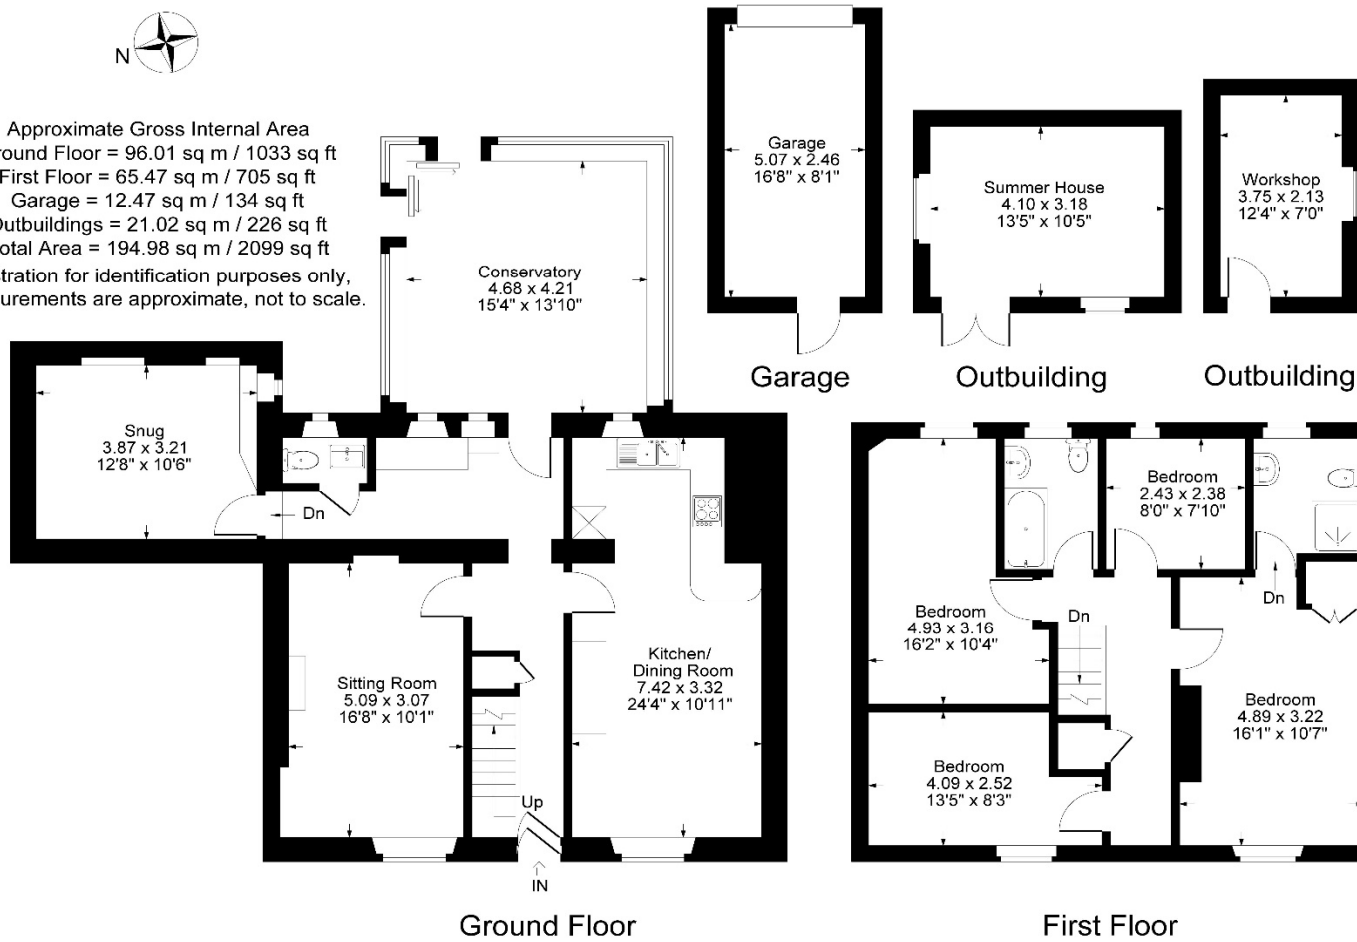 N
Approximate Gross Internal Area
round Floor = 96.01 sq m / 1033 sq ft
First Floor = 65.47 sq m / 705 sq ft
Garage = 12.47 sq m / 134 sq ft
Outbuildings = 21.02 sq m / 226 sq ft
otal Area = 194.98 sq m / 2099 sq ft
stration for identification purposes only,
urements are approximate, not to scale.
Garage
5.07 x 2.46
16'8" x 8'1"
Garage
Summer House
4.10 x 3.18
13'5" x 10'5"
Outbuilding
Workshop
3.75 x 2.13
12'4" x 7'0"
Outbuilding
Conservatory
4.68 x 4.21
15'4" x 13'10"
Snug
3.87 x 3.21
12'8" x 10'6"
Dn
Sitting Room
5.09 x 3.07
16'8" x 10'1"
Kitchen/
Dining Room
7.42 x 3.32
24'4" x 10'11"
Up
IN
Ground Floor
Bedroom
2.43 x 2.38
8'0" x 7'10"
Bedroom
4.93 x 3.16
16'2" x 10'4"
Dn
Dn
Bedroom
4.89 x 3.22
16'1" x 10'7"
Bedroom
4.09 x 2.52
13'5" x 8'3"
First Floor